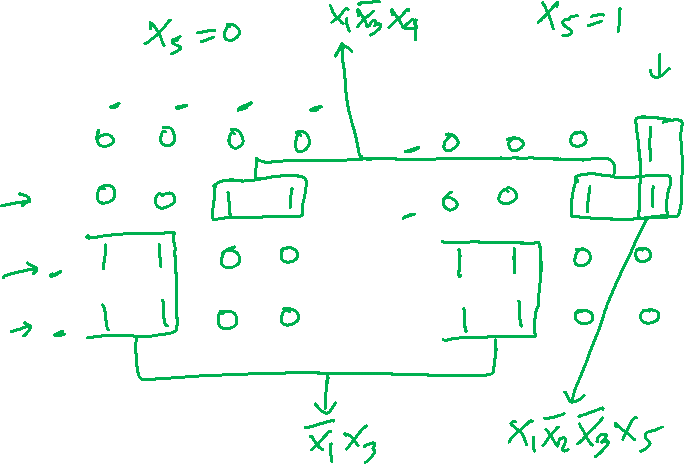 X₅=0 X₁X̅₃X₄ X₅=1
0 0 0 0 0 0 0 1
0 0 1 1 0 0 1 1
1 1 0 0 1 1 0 0
1 1 0 0 1 1 0 0
X̅₁X₃ X₁X̅₂X̅₃X₅